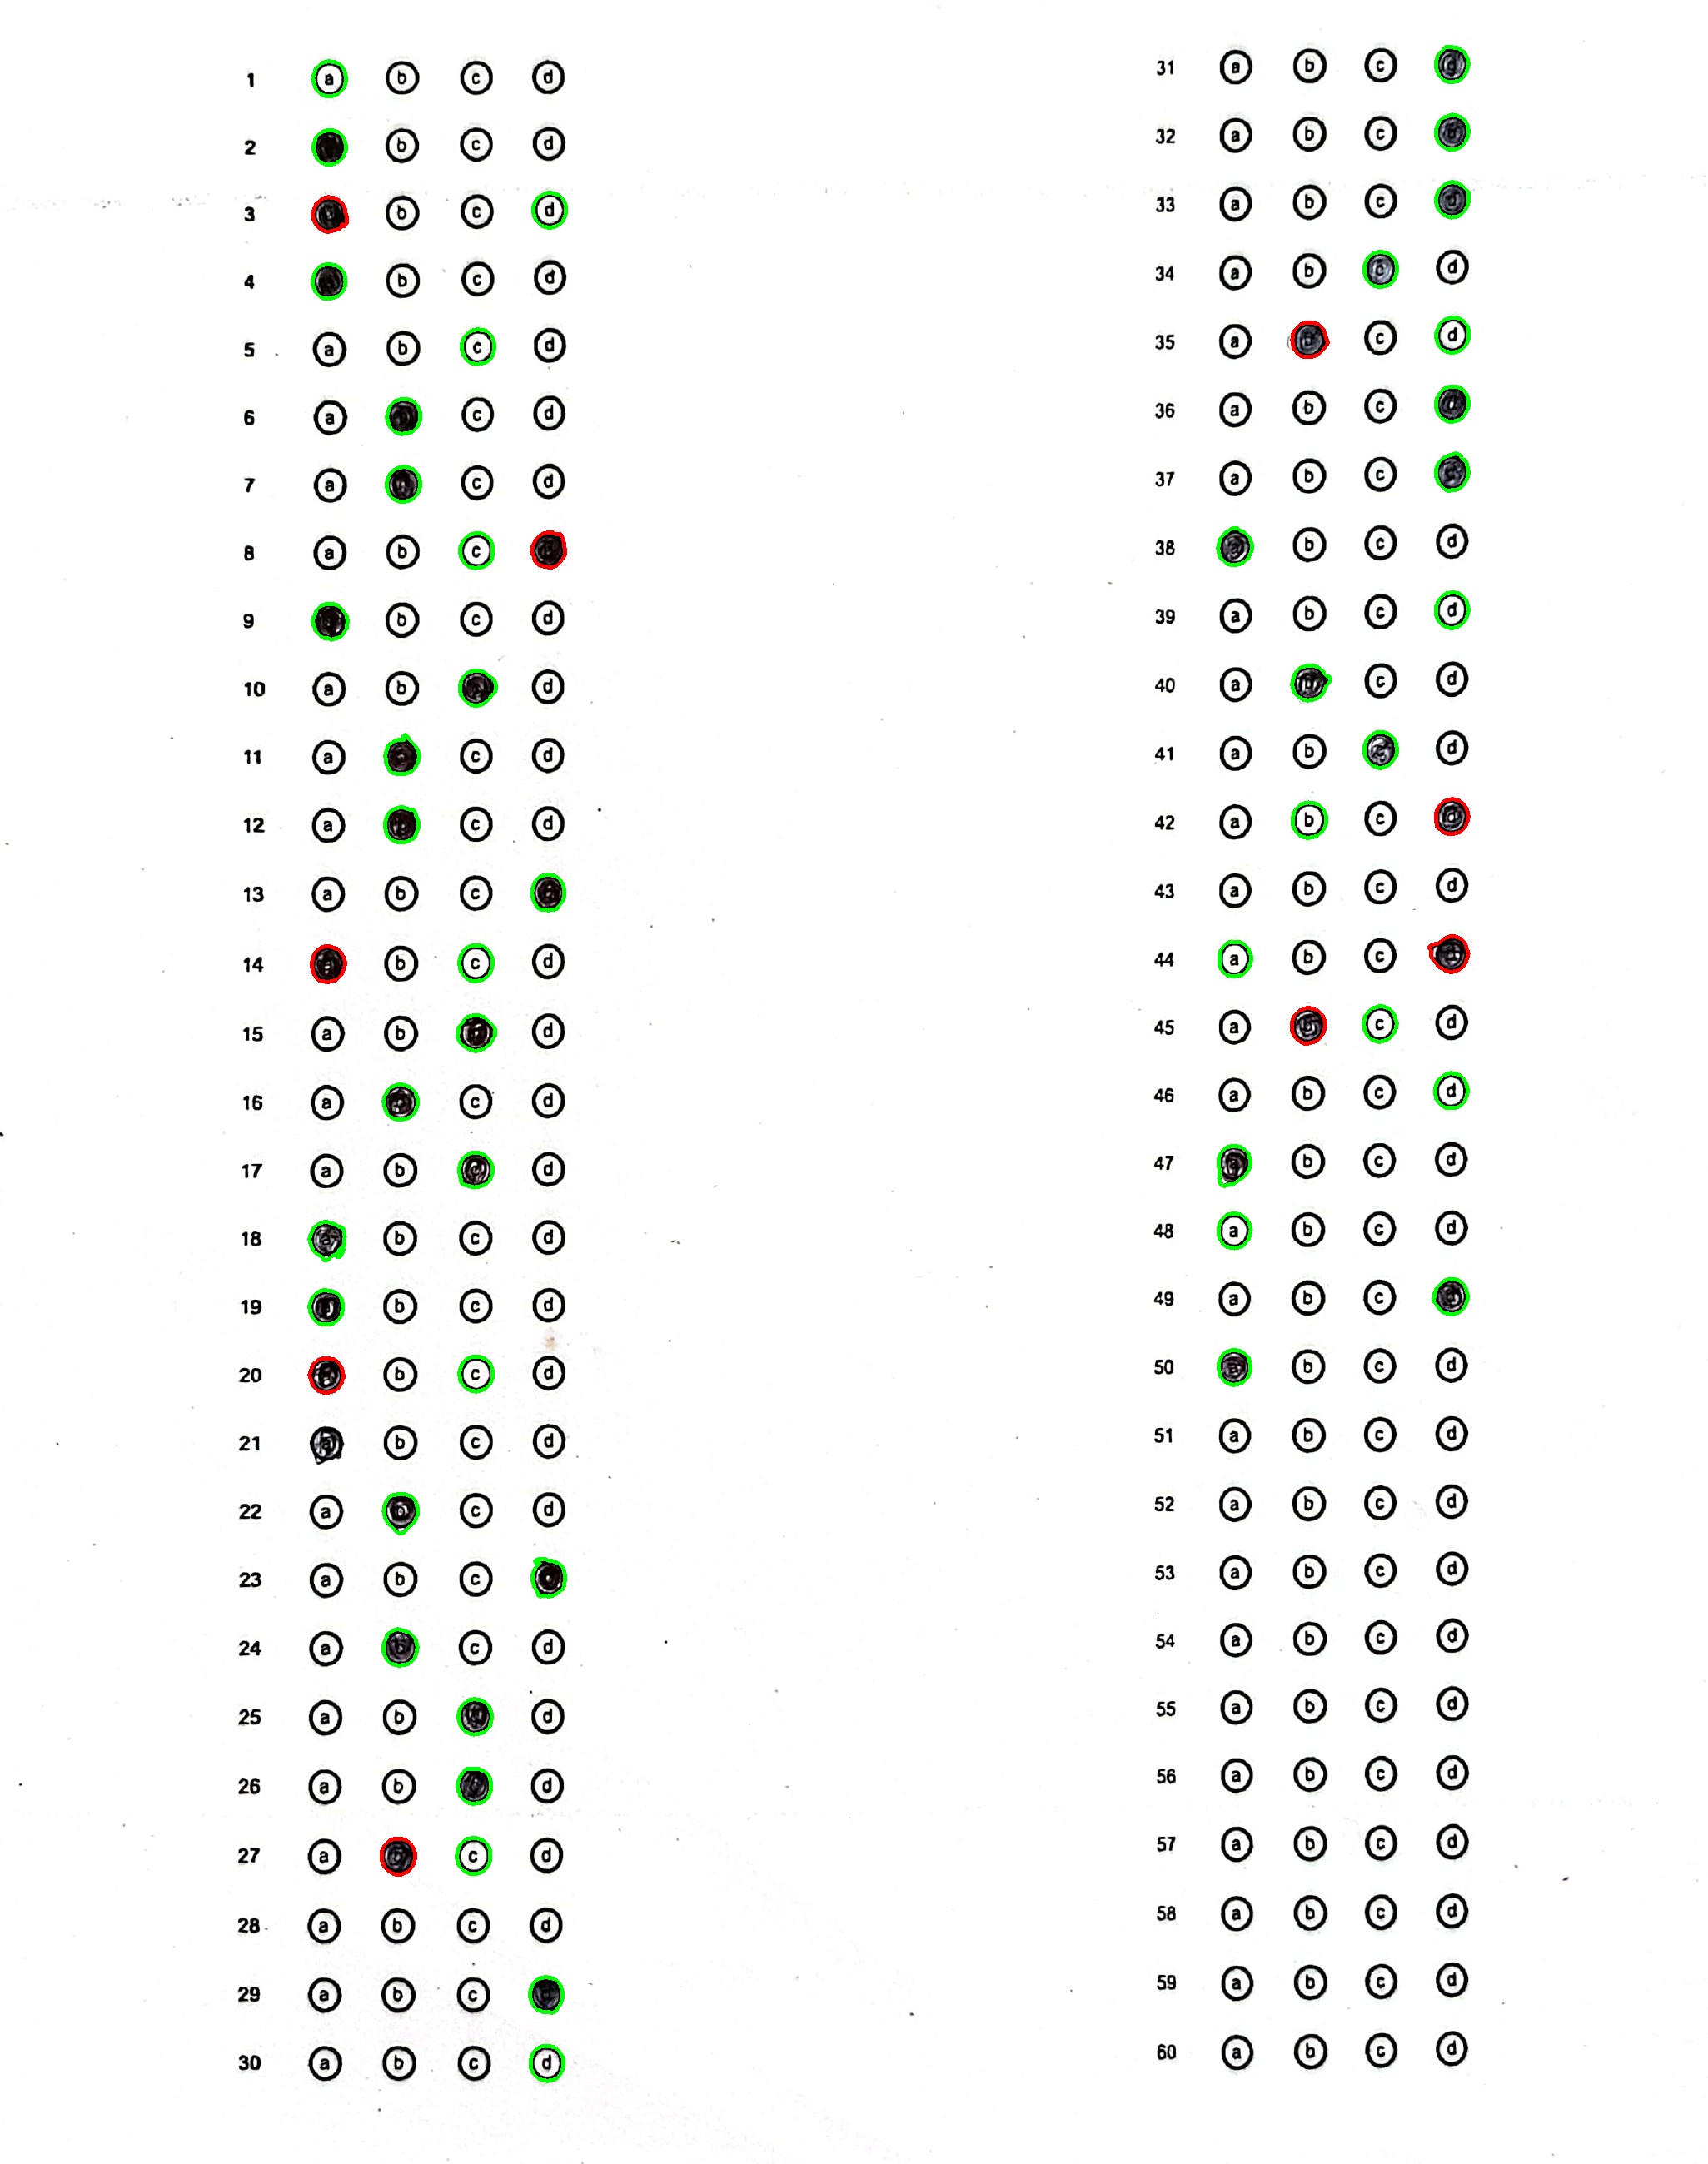 1 a b c d
2 b c d
3 b c d
4 b c d
5 a b c d
6 a c d
7 a c d
8 a b c
9 b c d
10 a b d
11 a c d
12 a c d
13 a b c
14 b c d
15 a b d
16 a c d
17 a b d
18 a b c d
19 a b c d
20 b c d
21 a b c d
22 a b c d
23 a b c
24 a b c d
25 a b d
26 a b d
27 a c d
28 a b c d
29 a b c
30 a b c d
31 a b c d
32 a b c
33 a b c d
34 a b c d
35 a c d
36 a b c d
37 a b c
38 a b c d
39 a b c d
40 a c d
41 a b d
42 a b c d
43 a b c d
44 a b c
45 a b c d
46 a b c d
47 b c d
48 a b c d
49 a b c
50 b c d
51 a b c d
52 a b c d
53 a b c d
54 a b c d
55 a b c d
56 a b c d
57 a b c d
58 a b c d
59 a b c d
60 a b c d